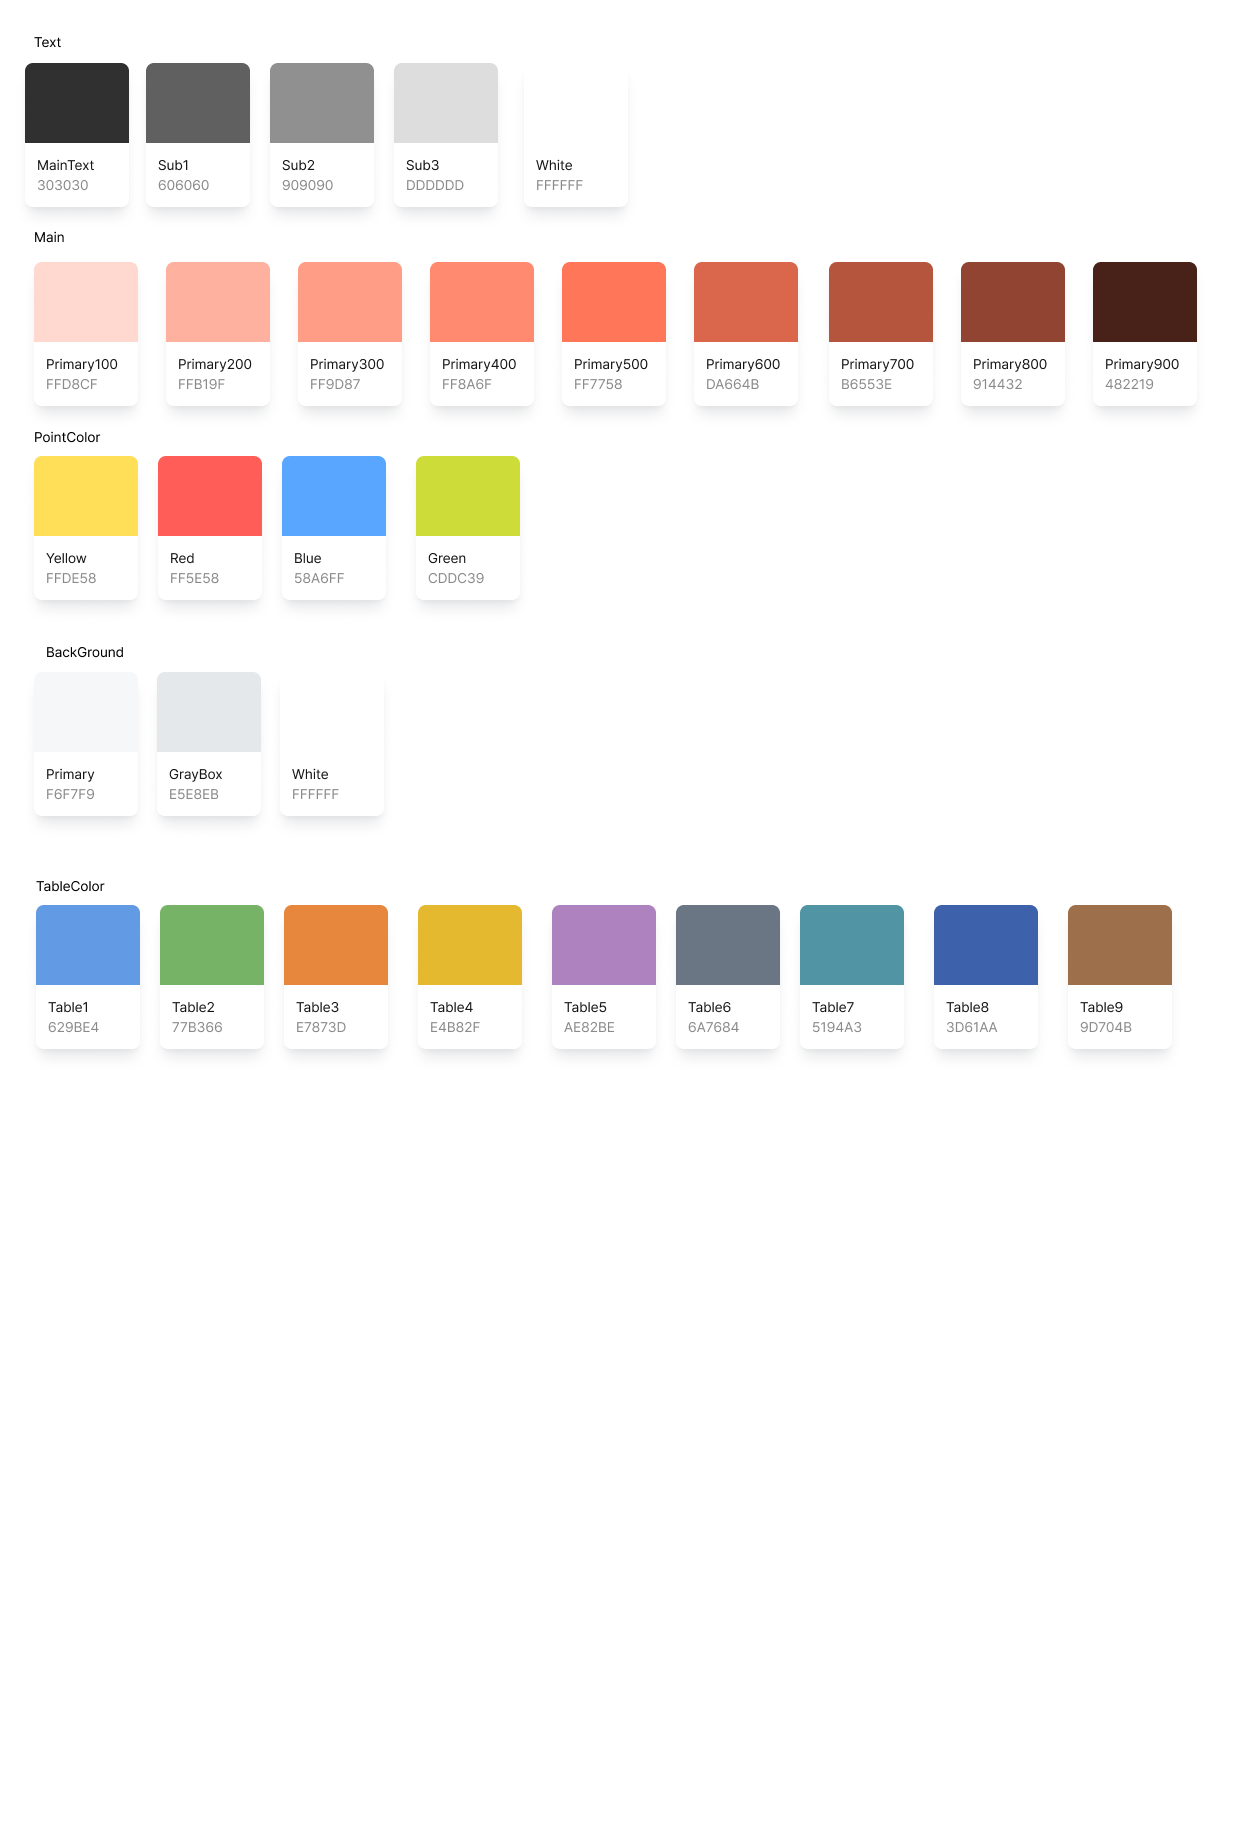 Text
MainText
303030
Sub1
606060
Sub2
909090
Sub3
DDDDDD
White
FFFFFF
Main
Primary100
FFD8CF
Primary200
FFB19F
Primary300
FF9D87
Primary400
FF8A6F
Primary500
FF7758
Primary600
DA664B
Primary700
B6553E
Primary800
914432
Primary900
482219
PointColor
Yellow
FFDE58
Red
FF5E58
Blue
58A6FF
Green
CDDC39
BackGround
Primary
F6F7F9
GrayBox
E5E8EB
White
FFFFFF
TableColor
Table1
629BE4
Table2
77B366
Table3
E7873D
Table4
E4B82F
Table5
AE82BE
Table6
6A7684
Table7
5194A3
Table8
3D61AA
Table9
9D704B